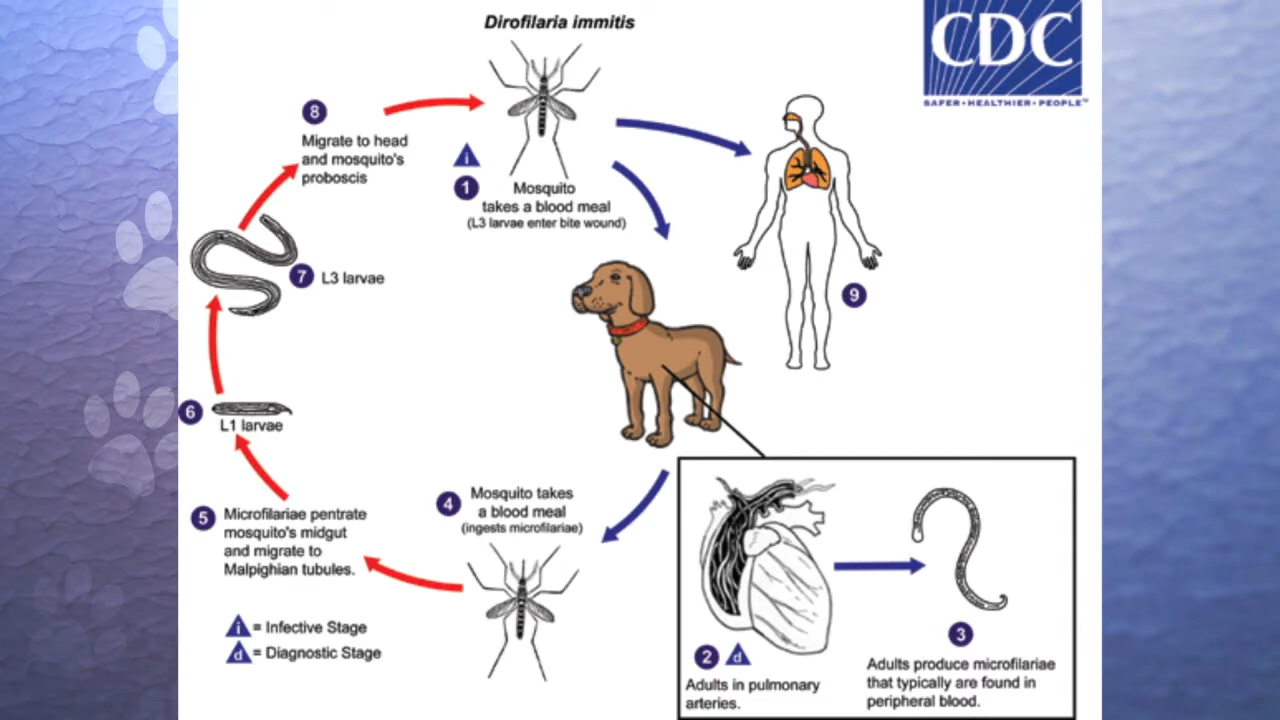 Dirofilaria immitis
CDC
SAFER • HEALTHIER • PEOPLE™
8
Migrate to head
and mosquito's
proboscis
i
1
Mosquito
takes a blood meal
(L3 larvae enter bite wound)
7
L3 larvae
9
6
L1 larvae
5
Microfilariae pentrate
mosquito's midgut
and migrate to
Malpighian tubules.
4
Mosquito takes
a blood meal
(ingests microfilariae)
i = Infective Stage
d = Diagnostic Stage
2 d
Adults in pulmonary
arteries.
3
Adults produce microfilariae
that typically are found in
peripheral blood.